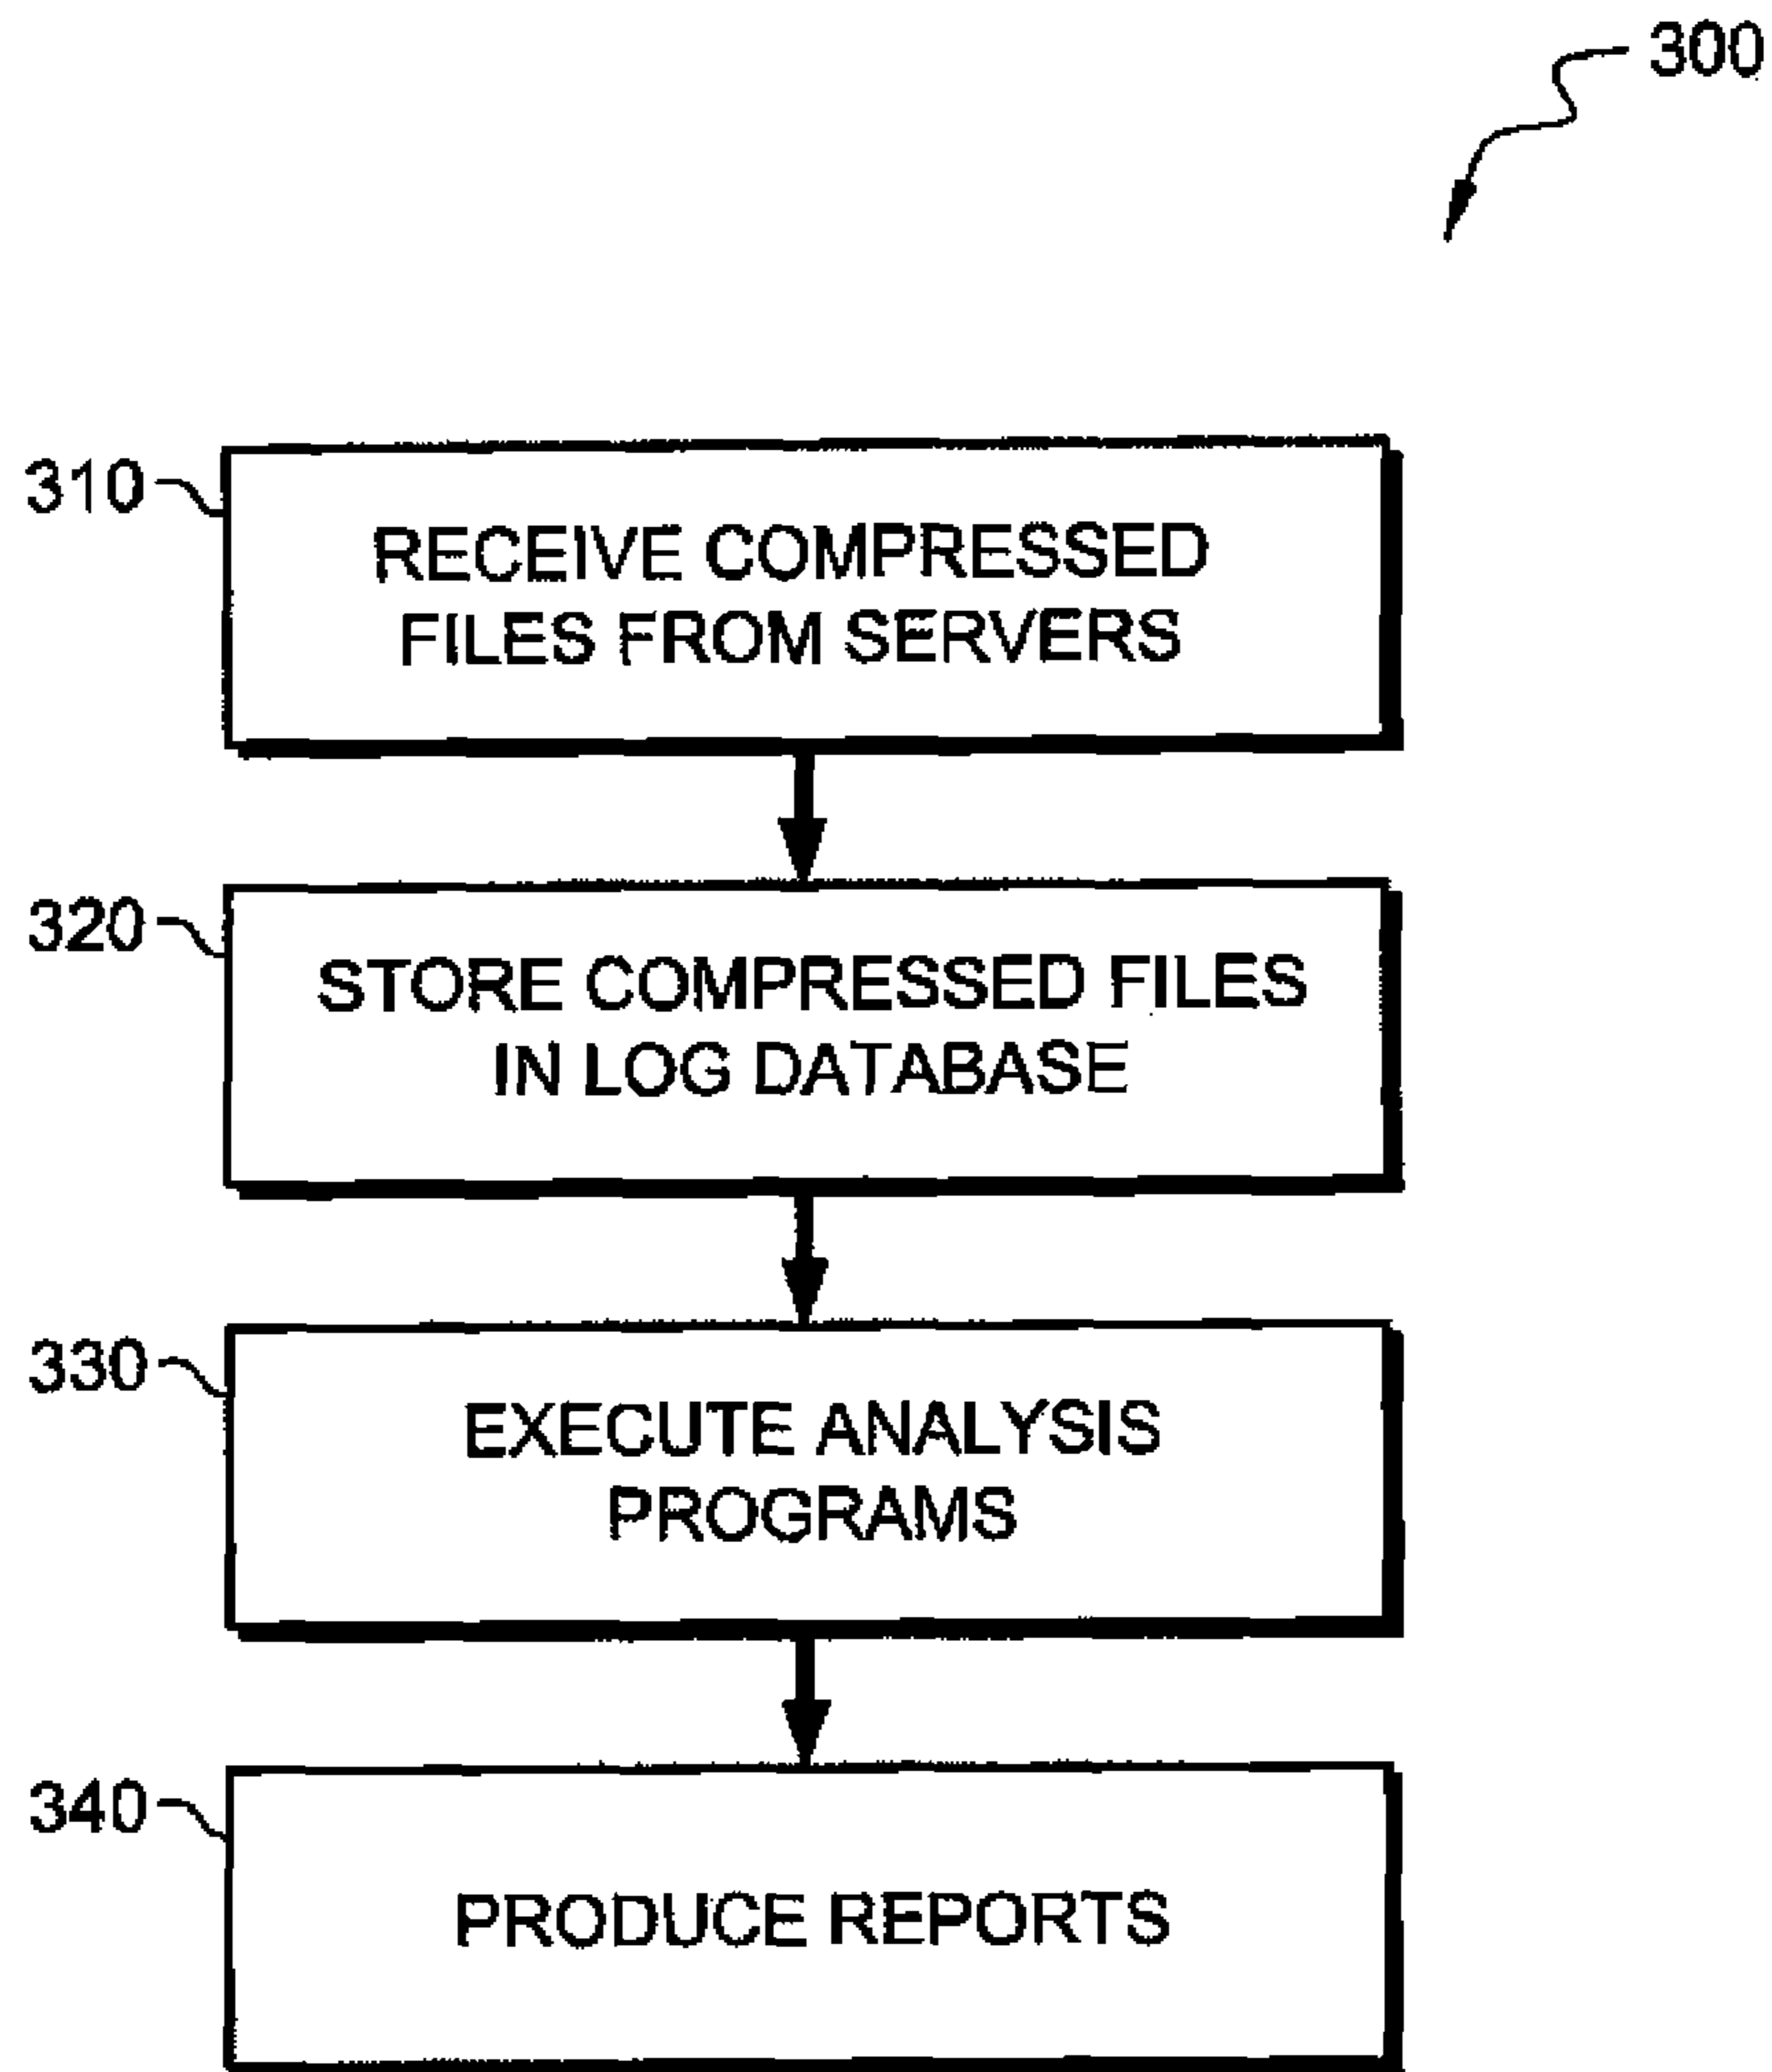 300
310
RECEIVE COMPRESSED
FILES FROM SERVERS
320
STORE COMPRESSED FILES
IN LOG DATABASE
330
EXECUTE ANALYSIS
PROGRAMS
340
PRODUCE REPORTS